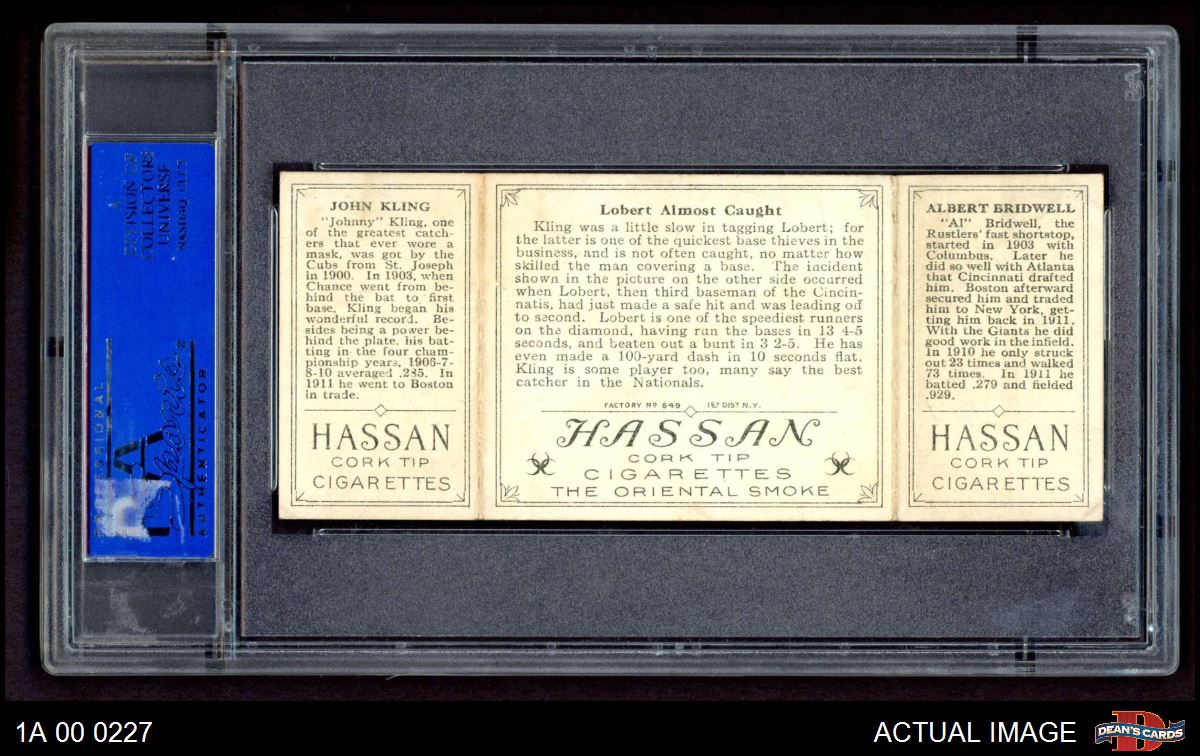 DIVISION OF
COLLECTORS
UNIVERSE
NASDAQ: CLCT
PROFESSIONAL
Sports
AUTHENTICATOR
JOHN KLING
"Johnny" Kling, one
of the greatest catch-
ers that ever wore a
mask, was got by the
Cubs from St. Joseph
in 1900. In 1903, when
Chance went from be-
hind the bat to first
base, Kling began his
wonderful record. Be-
sides being a power be-
hind the plate, his bat-
ting in the four cham-
pionship years, 1906-7-
8-10 averaged .285. In
1911 he went to Boston
in trade.
HASSAN
CORK TIP
CIGARETTES
Lobert Almost Caught
Kling was a little slow in tagging Lobert; for
the latter is one of the quickest base thieves in the
business, and is not often caught, no matter how
skilled the man covering a base. The incident
shown in the picture on the other side occurred
when Lobert, then third baseman of the Cincin-
natis, had just made a safe hit and was leading off
to second. Lobert is one of the speediest runners
on the diamond, having run the bases in 13 4-5
seconds, and beaten out a bunt in 3 2-5. He has
even made a 100-yard dash in 10 seconds flat.
Kling is some player too, many say the best
catcher in the Nationals.
FACTORY Nº 649 1ST DIST N.Y.
HASSAN
CORK TIP
CIGARETTES
THE ORIENTAL SMOKE
ALBERT BRIDWELL
"Al" Bridwell, the
Rustlers' fast shortstop,
started in 1903 with
Columbus. Later he
did so well with Atlanta
that Cincinnati drafted
him. Boston afterward
secured him and traded
him to New York, get-
ting him back in 1911.
With the Giants he did
good work in the infield.
In 1910 he only struck
out 23 times and walked
73 times. In 1911 he
batted .279 and fielded
.929.
HASSAN
CORK TIP
CIGARETTES
1A 00 0227
ACTUAL IMAGE
D
DEAN'S CARDS